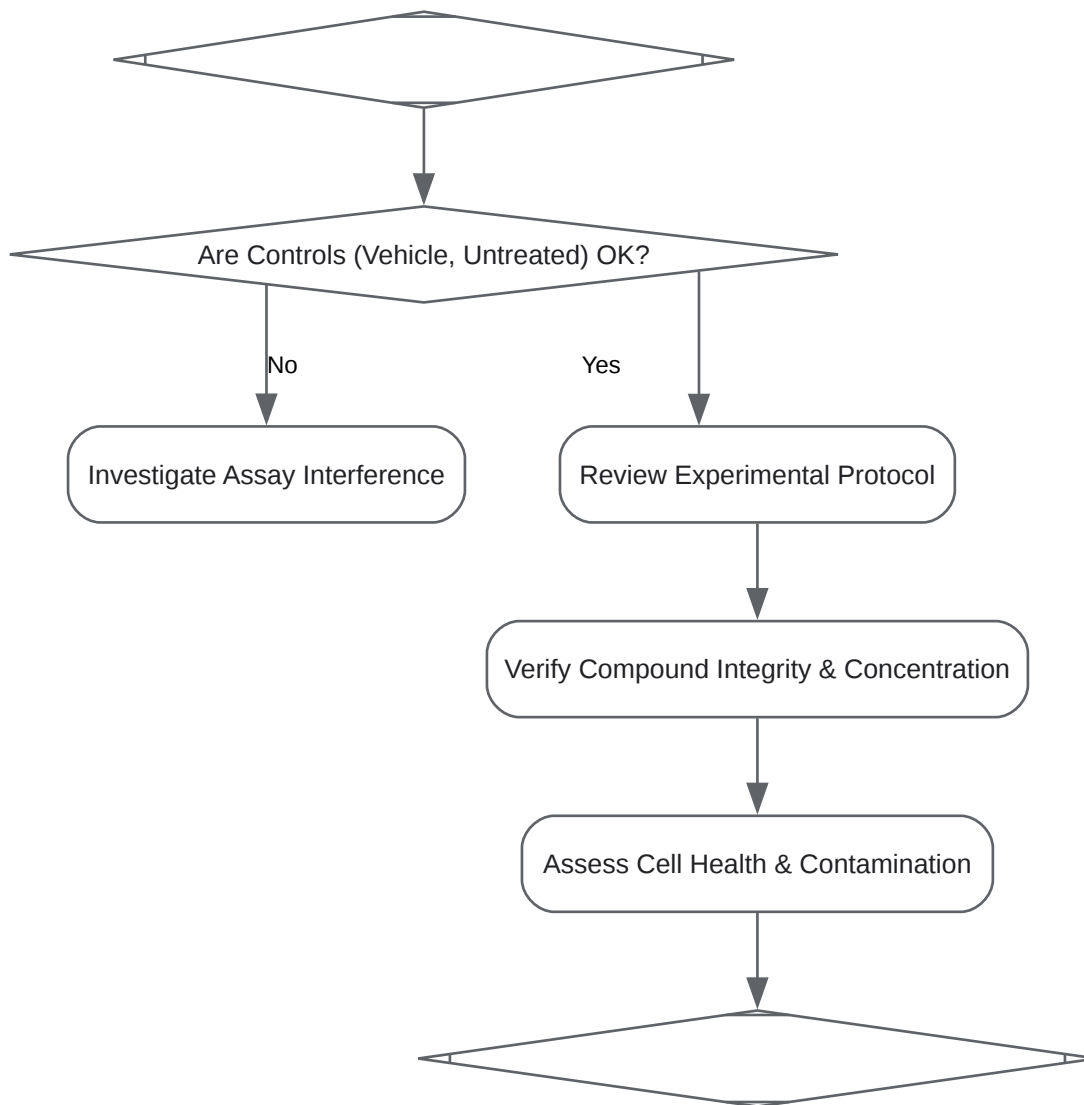 Are Controls (Vehicle, Untreated) OK?
No
Yes
Investigate Assay Interference
Review Experimental Protocol
Verify Compound Integrity & Concentration
Assess Cell Health & Contamination